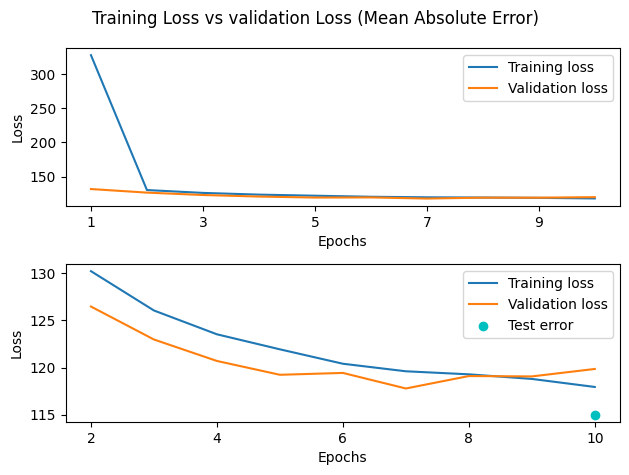 Training Loss vs validation Loss (Mean Absolute Error)
300
250
200
150
Loss
Training loss
Validation loss
1 3 5 7 9
Epochs
130
125
120
115
Loss
Training loss
Validation loss
Test error
2 4 6 8 10
Epochs